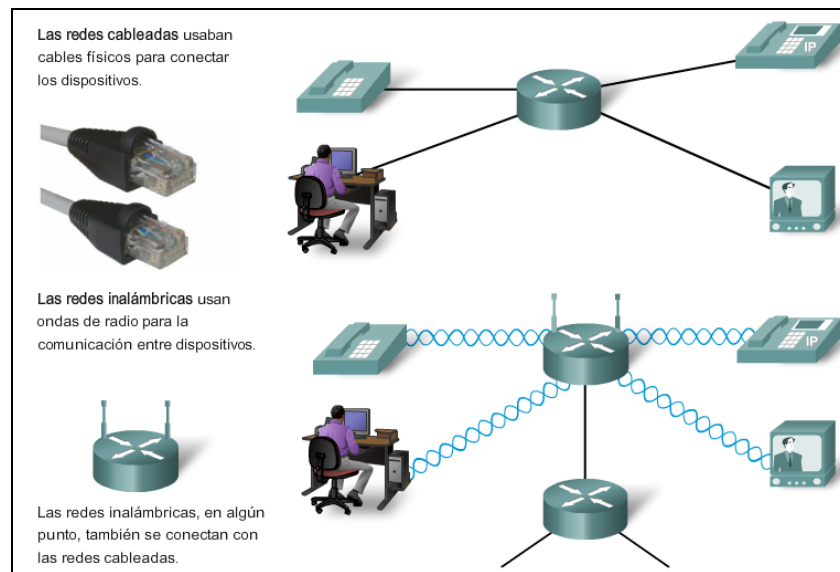 Las redes cableadas usaban
cables físicos para conectar
los dispositivos.
IP
Las redes inalámbricas usan
ondas de radio para la
comunicación entre dispositivos.
IP
Las redes inalámbricas, en algún
punto, también se conectan con
las redes cableadas.